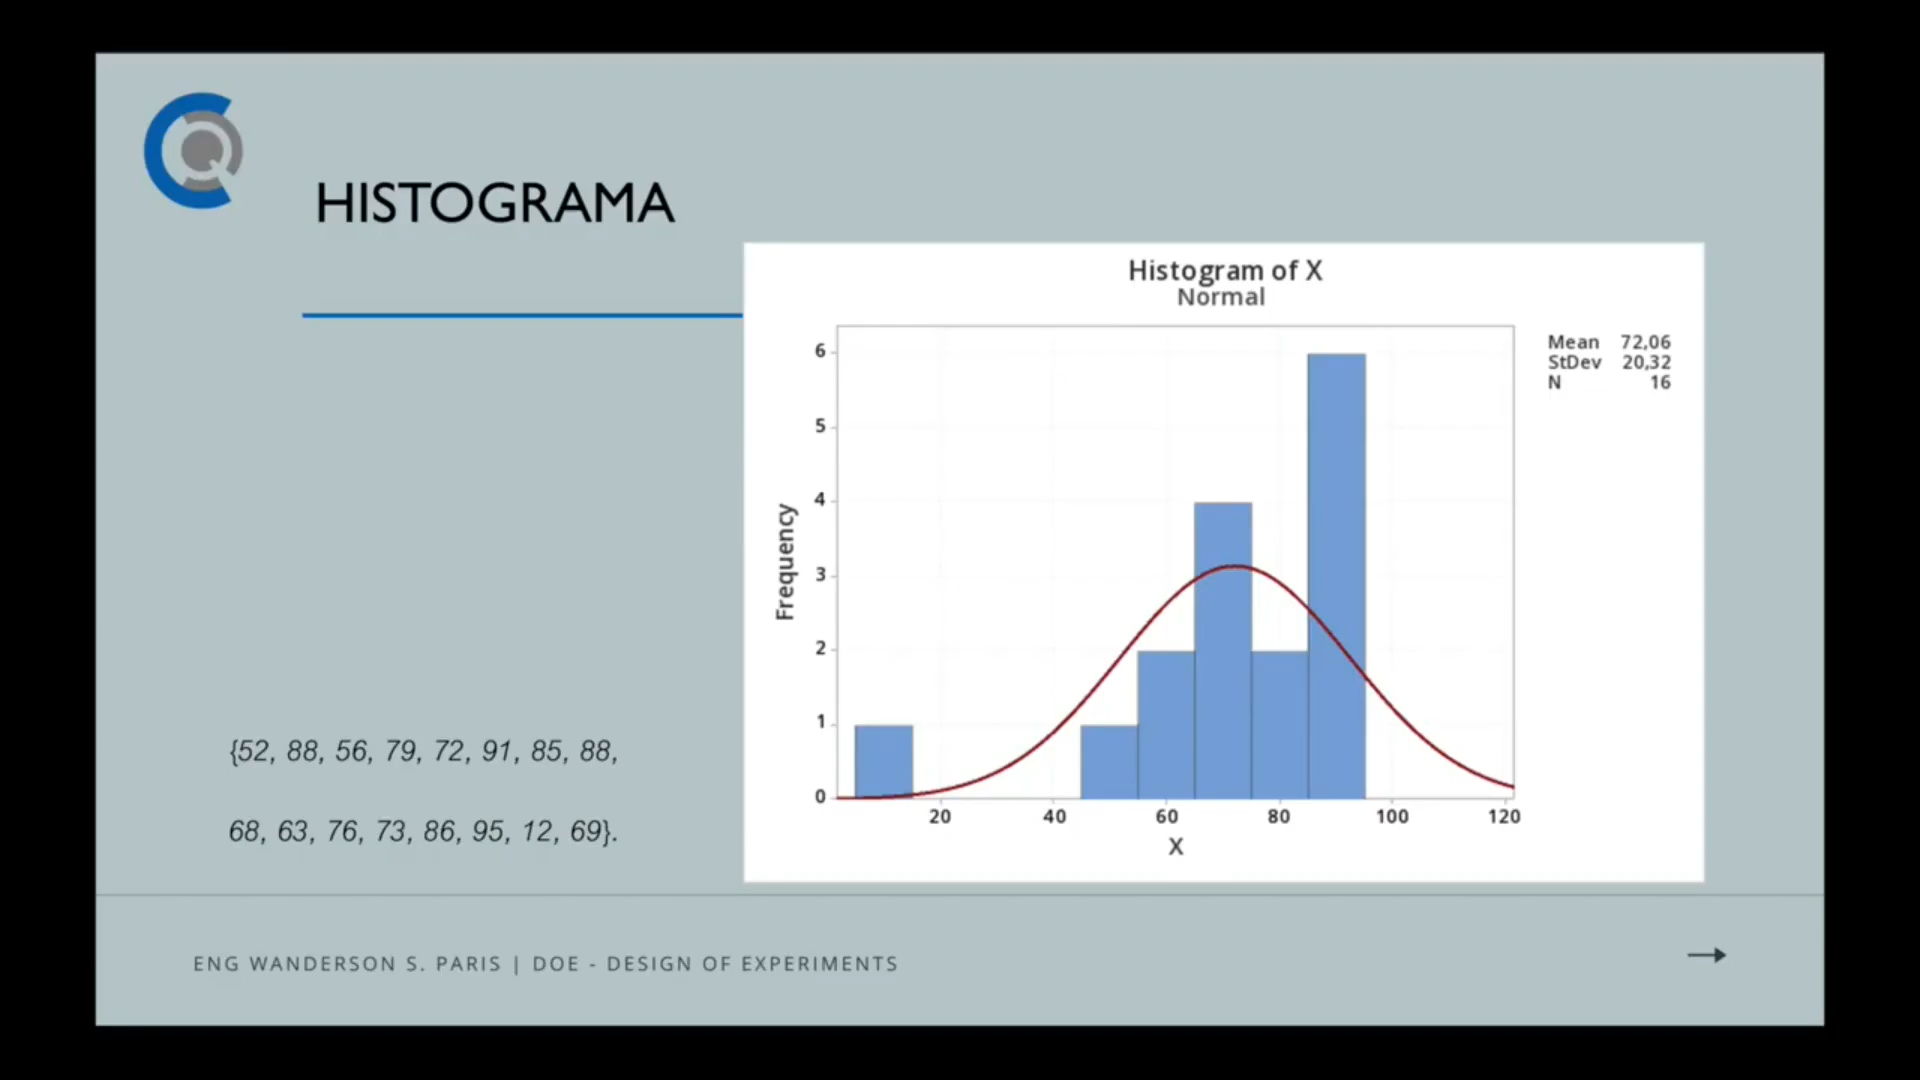 HISTOGRAMA
Histogram of X
Normal
Mean 72,06
StDev 20,32
N 16
6
5
4
3
2
1
0
Frequency
20 40 60 80 100 120
X
{52, 88, 56, 79, 72, 91, 85, 88,
68, 63, 76, 73, 86, 95, 12, 69}.
ENG WANDERSON S. PARIS | DOE - DESIGN OF EXPERIMENTS